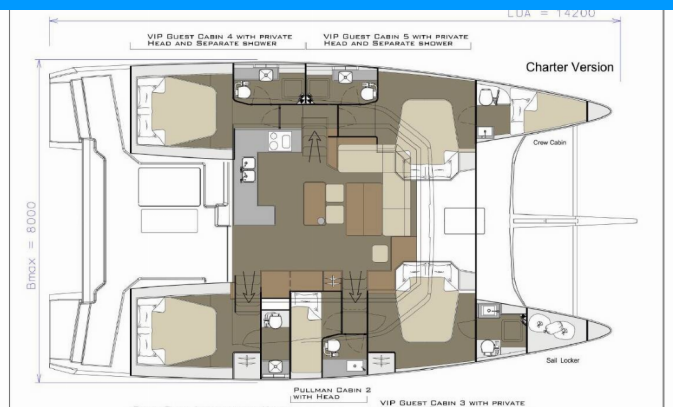 LOA = 14200
VIP Guest Cabin 4 with private
Head and Separate shower
VIP Guest Cabin 5 with private
Head and Separate shower
Charter Version
Crew Cabin
Bmax = 8000
Sail Locker
Pullman Cabin 2
with Head
VIP Guest Cabin 3 with private